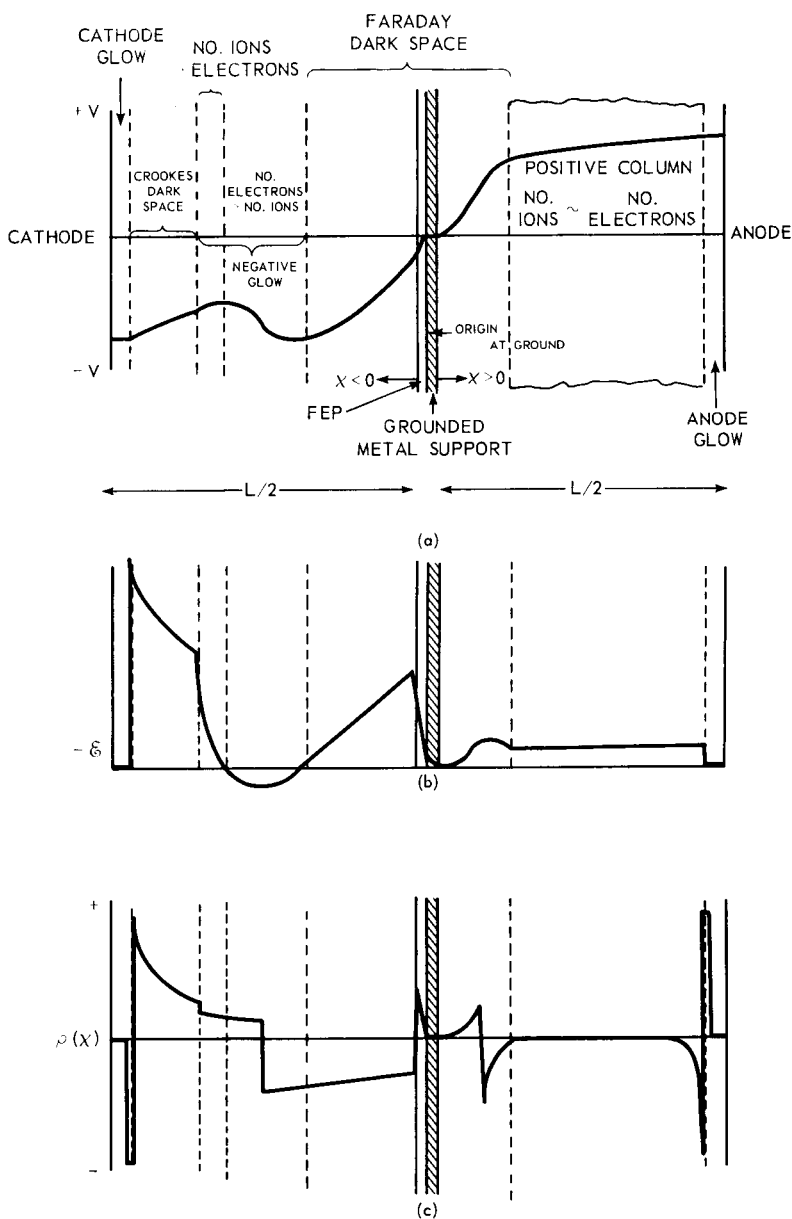 FARADAY
DARK SPACE
CATHODE
GLOW
NO. IONS
ELECTRONS
+ V
CROOKES
DARK
SPACE
NO.
ELECTRONS
~ NO. IONS
POSITIVE COLUMN
NO.
IONS
~
NO.
ELECTRONS
CATHODE
ANODE
NEGATIVE
GLOW
ORIGIN
AT GROUND
- V
χ < 0
χ > 0
FEP
GROUNDED
METAL SUPPORT
ANODE
GLOW
L/2
L/2
(a)
- ℰ
(b)
+
ρ (χ)
-
(c)